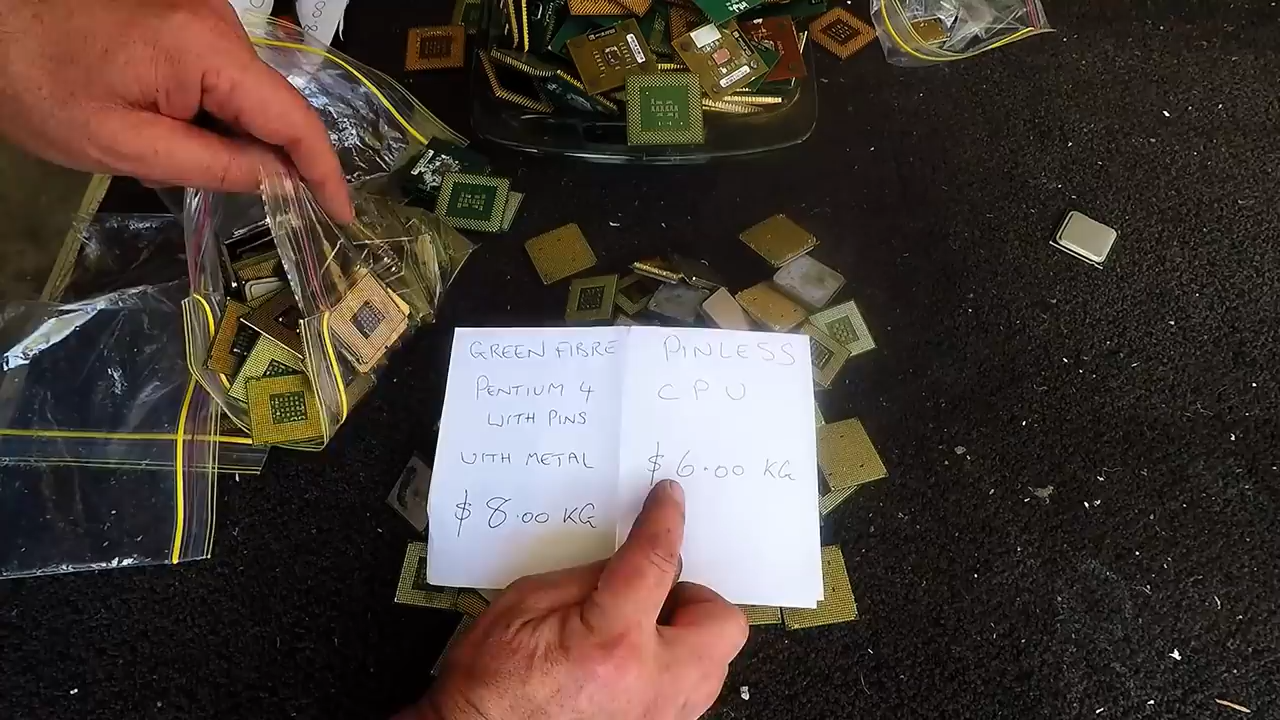 GREEN FIBRE
PENTIUM 4
WITH PINS
WITH METAL
$ 8.00 KG
PINLESS
CPU
$ 6.00 KG